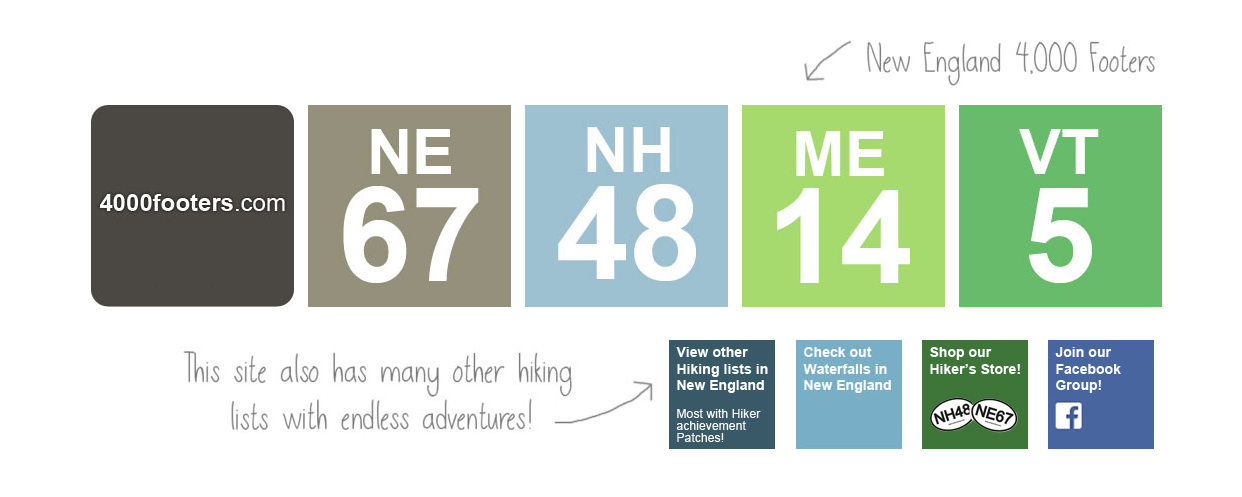 New England 4,000 Footers
4000footers.com
NE
67
NH
48
ME
14
VT
5
This site also has many other hiking
lists with endless adventures!
View other
Hiking lists in
New England
Most with Hiker
achievement
Patches!
Check out
Waterfalls in
New England
Shop our
Hiker's Store!
NH48
NE67
Join our
Facebook
Group!
f